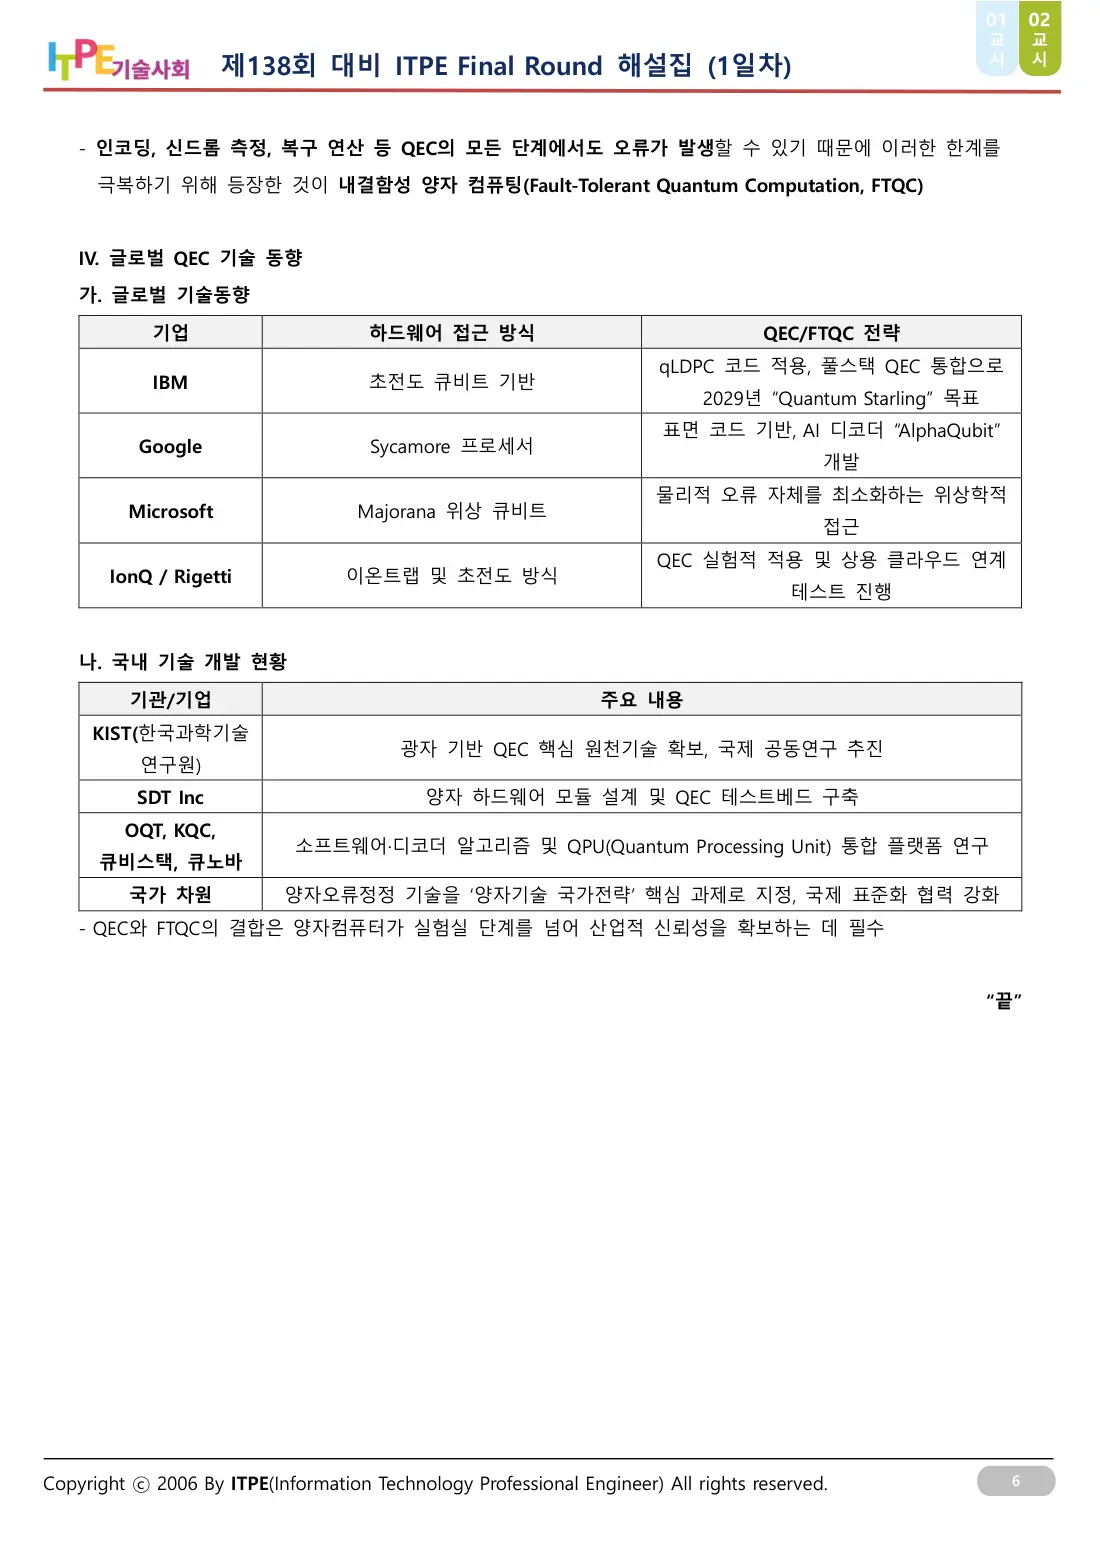 ITPE기술사회 제138회 대비 ITPE Final Round 해설집 (1일차)
01 교 시
02 교 시
- 인코딩, 신드롬 측정, 복구 연산 등 QEC의 모든 단계에서도 오류가 발생할 수 있기 때문에 이러한 한계를
극복하기 위해 등장한 것이 내결함성 양자 컴퓨팅(Fault-Tolerant Quantum Computation, FTQC)
IV. 글로벌 QEC 기술 동향
가. 글로벌 기술동향
기업 하드웨어 접근 방식 QEC/FTQC 전략
IBM 초전도 큐비트 기반 qLDPC 코드 적용, 풀스택 QEC 통합으로
2029년 “Quantum Starling” 목표
Google Sycamore 프로세서 표면 코드 기반, AI 디코더 “AlphaQubit”
개발
Microsoft Majorana 위상 큐비트 물리적 오류 자체를 최소화하는 위상학적
접근
IonQ / Rigetti 이온트랩 및 초전도 방식 QEC 실험적 적용 및 상용 클라우드 연계
테스트 진행
나. 국내 기술 개발 현황
기관/기업 주요 내용
KIST(한국과학기술
연구원) 광자 기반 QEC 핵심 원천기술 확보, 국제 공동연구 추진
SDT Inc 양자 하드웨어 모듈 설계 및 QEC 테스트베드 구축
OQT, KQC,
큐비스택, 큐노바 소프트웨어·디코더 알고리즘 및 QPU(Quantum Processing Unit) 통합 플랫폼 연구
국가 차원 양자오류정정 기술을 ‘양자기술 국가전략’ 핵심 과제로 지정, 국제 표준화 협력 강화
- QEC와 FTQC의 결합은 양자컴퓨터가 실험실 단계를 넘어 산업적 신뢰성을 확보하는 데 필수
“끝”
Copyright ⓒ 2006 By ITPE(Information Technology Professional Engineer) All rights reserved.
6